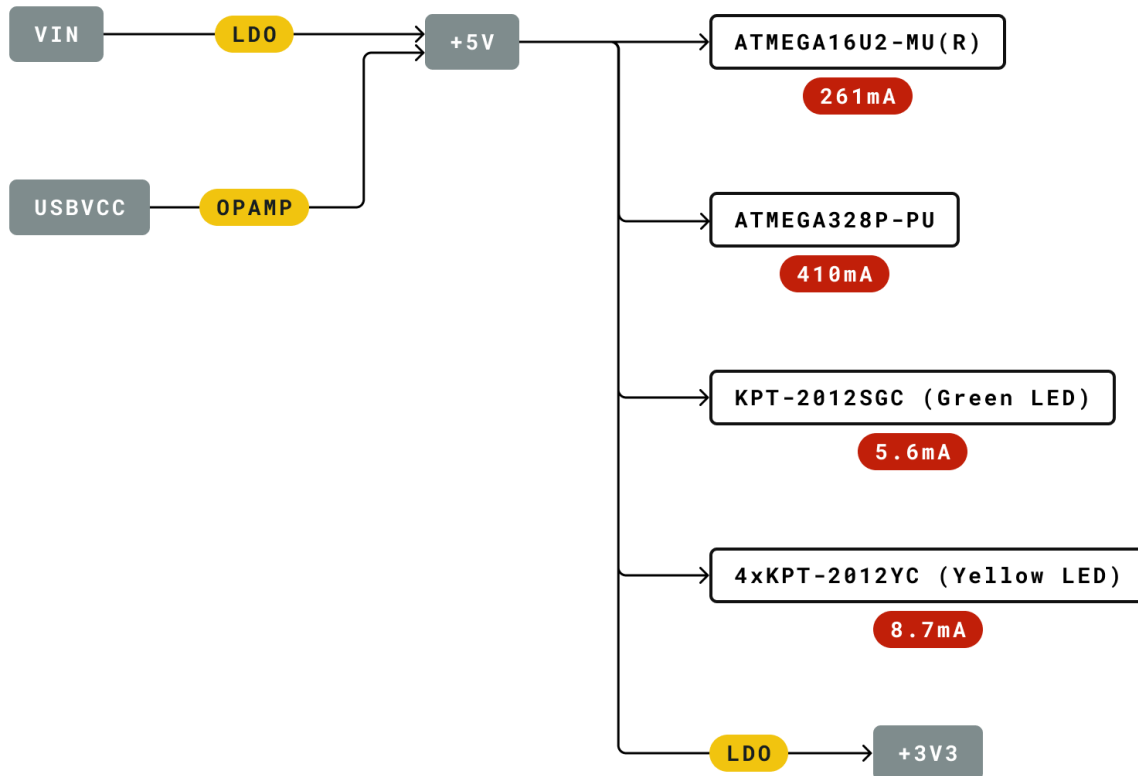 VIN
LDO
+5V
ATMEGA16U2-MU(R)
261mA
USBVCC
OPAMP
ATMEGA328P-PU
410mA
KPT-2012SGC (Green LED)
5.6mA
4xKPT-2012YC (Yellow LED)
8.7mA
LDO
+3V3